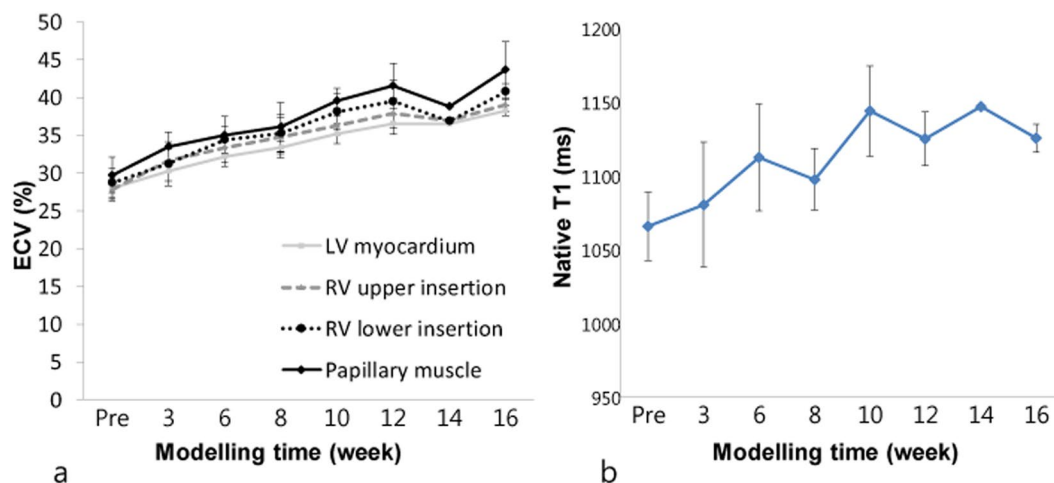 50
45
40
35
30
25
20
15
10
5
0
ECV (%)
LV myocardium
RV upper insertion
RV lower insertion
Papillary muscle
Pre 3 6 8 10 12 14 16
Modelling time (week)
a
1200
1150
1100
1050
1000
950
Native T1 (ms)
Pre 3 6 8 10 12 14 16
Modelling time (week)
b